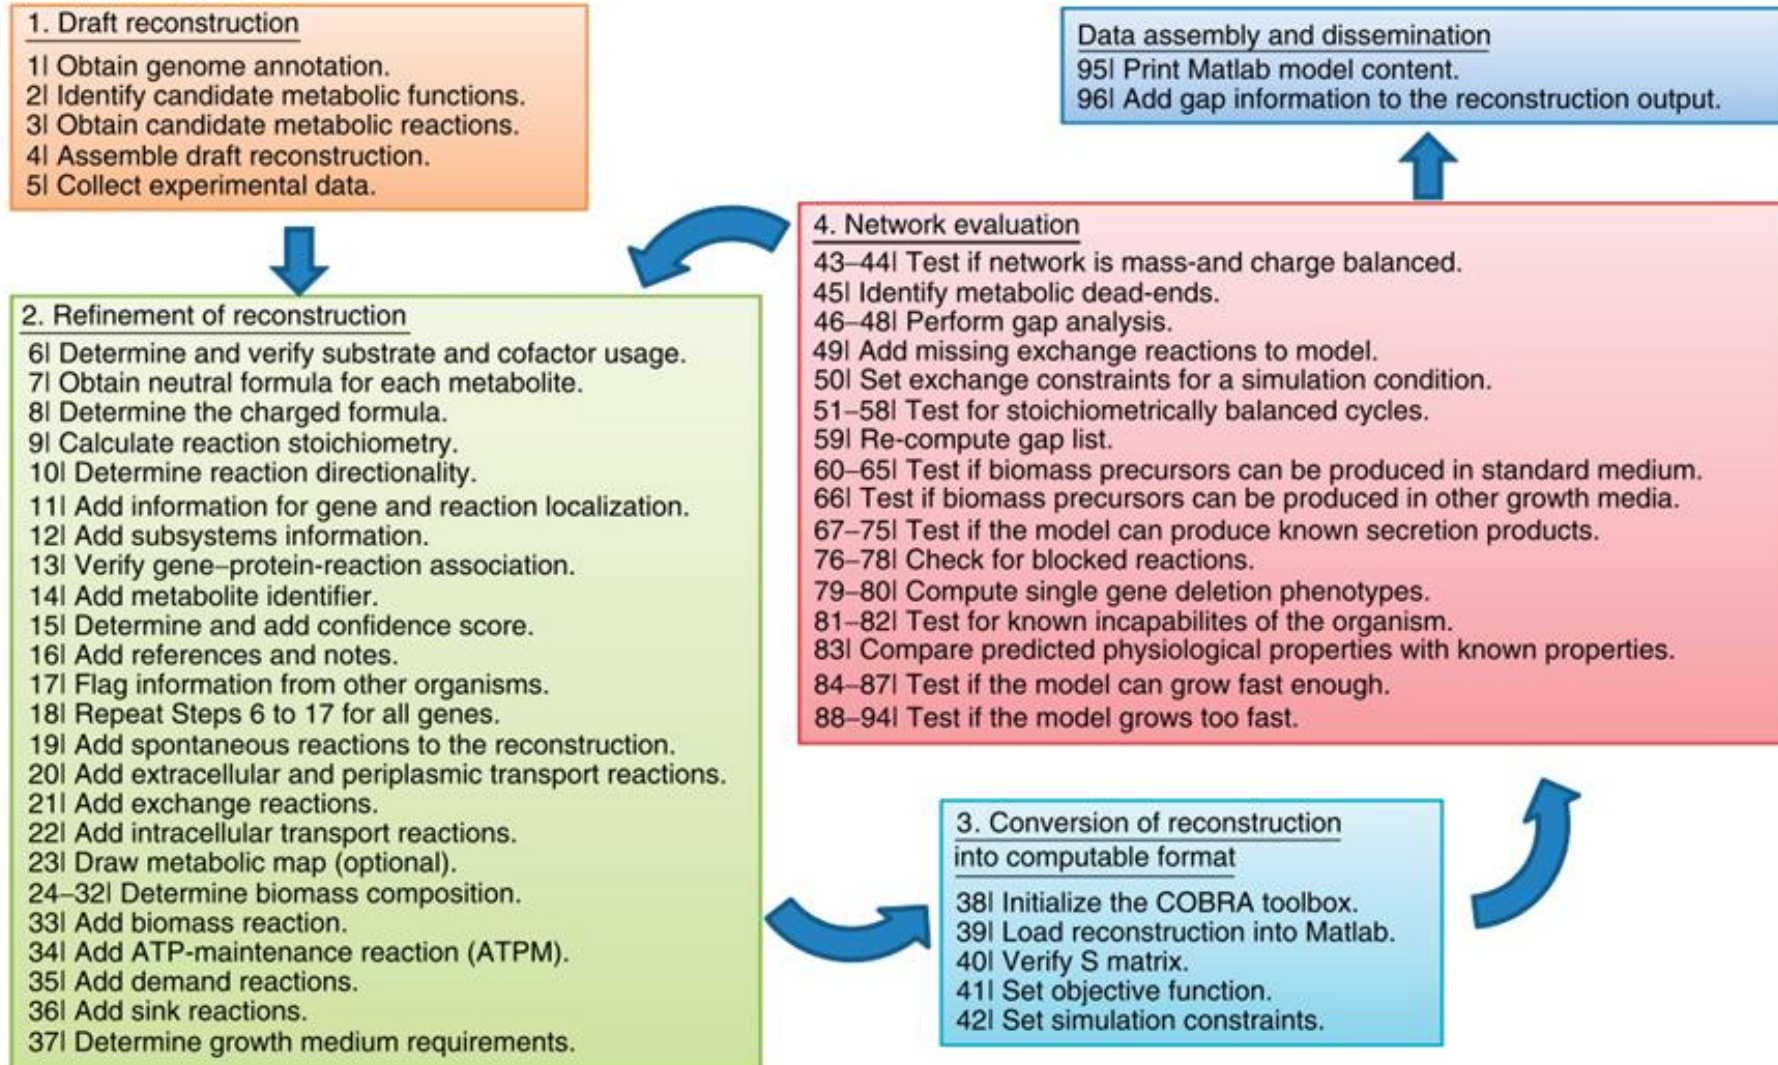 1. Draft reconstruction
1| Obtain genome annotation.
2| Identify candidate metabolic functions.
3| Obtain candidate metabolic reactions.
4| Assemble draft reconstruction.
5| Collect experimental data.
2. Refinement of reconstruction
6| Determine and verify substrate and cofactor usage.
7| Obtain neutral formula for each metabolite.
8| Determine the charged formula.
9| Calculate reaction stoichiometry.
10| Determine reaction directionality.
11| Add information for gene and reaction localization.
12| Add subsystems information.
13| Verify gene–protein-reaction association.
14| Add metabolite identifier.
15| Determine and add confidence score.
16| Add references and notes.
17| Flag information from other organisms.
18| Repeat Steps 6 to 17 for all genes.
19| Add spontaneous reactions to the reconstruction.
20| Add extracellular and periplasmic transport reactions.
21| Add exchange reactions.
22| Add intracellular transport reactions.
23| Draw metabolic map (optional).
24–32| Determine biomass composition.
33| Add biomass reaction.
34| Add ATP-maintenance reaction (ATPM).
35| Add demand reactions.
36| Add sink reactions.
37| Determine growth medium requirements.
3. Conversion of reconstruction
into computable format
38| Initialize the COBRA toolbox.
39| Load reconstruction into Matlab.
40| Verify S matrix.
41| Set objective function.
42| Set simulation constraints.
4. Network evaluation
43–44| Test if network is mass-and charge balanced.
45| Identify metabolic dead-ends.
46–48| Perform gap analysis.
49| Add missing exchange reactions to model.
50| Set exchange constraints for a simulation condition.
51–58| Test for stoichiometrically balanced cycles.
59| Re-compute gap list.
60–65| Test if biomass precursors can be produced in standard medium.
66| Test if biomass precursors can be produced in other growth media.
67–75| Test if the model can produce known secretion products.
76–78| Check for blocked reactions.
79–80| Compute single gene deletion phenotypes.
81–82| Test for known incapabilites of the organism.
83| Compare predicted physiological properties with known properties.
84–87| Test if the model can grow fast enough.
88–94| Test if the model grows too fast.
Data assembly and dissemination
95| Print Matlab model content.
96| Add gap information to the reconstruction output.